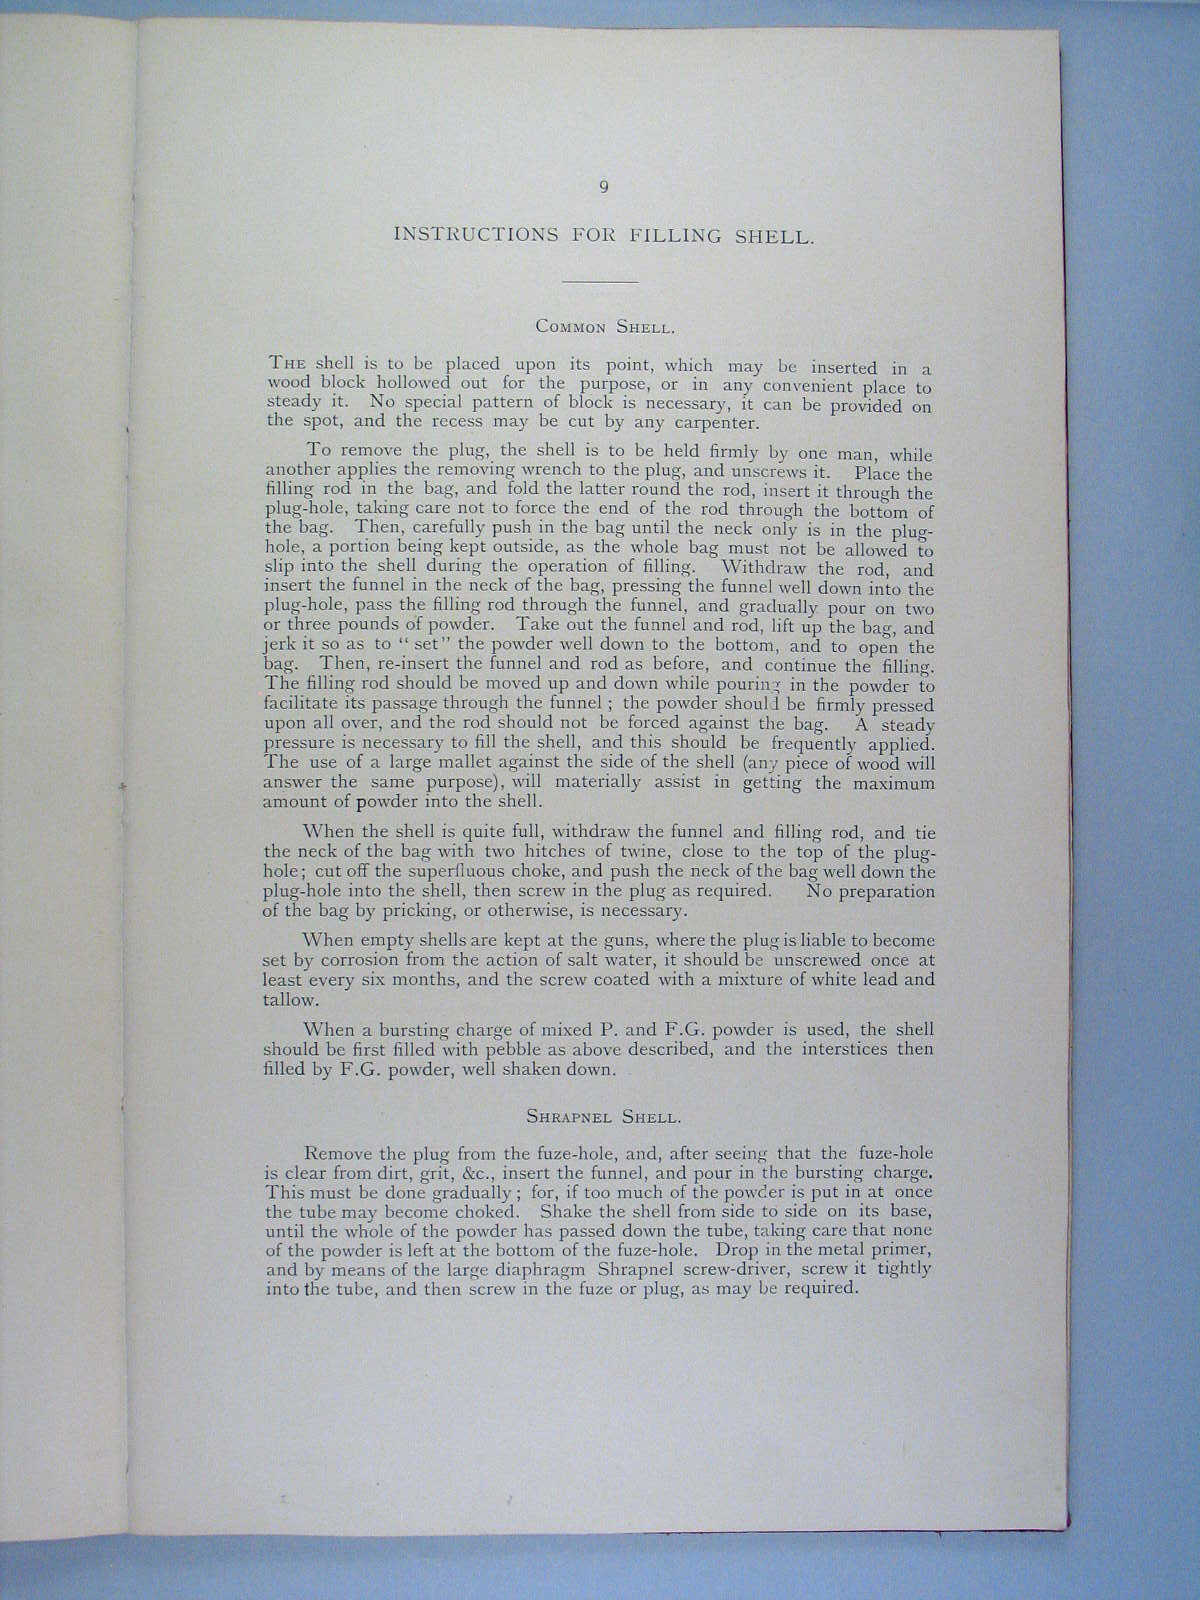 9
INSTRUCTIONS FOR FILLING SHELL.
COMMON SHELL.
THE shell is to be placed upon its point, which may be inserted in a
wood block hollowed out for the purpose, or in any convenient place to
steady it. No special pattern of block is necessary, it can be provided on
the spot, and the recess may be cut by any carpenter.
To remove the plug, the shell is to be held firmly by one man, while
another applies the removing wrench to the plug, and unscrews it. Place the
filling rod in the bag, and fold the latter round the rod, insert it through the
plug-hole, taking care not to force the end of the rod through the bottom of
the bag. Then, carefully push in the bag until the neck only is in the plug-
hole, a portion being kept outside, as the whole bag must not be allowed to
slip into the shell during the operation of filling. Withdraw the rod, and
insert the funnel in the neck of the bag, pressing the funnel well down into the
plug-hole, pass the filling rod through the funnel, and gradually pour on two
or three pounds of powder. Take out the funnel and rod, lift up the bag, and
jerk it so as to “ set” the powder well down to the bottom, and to open the
bag. Then, re-insert the funnel and rod as before, and continue the filling.
The filling rod should be moved up and down while pouring in the powder to
facilitate its passage through the funnel ; the powder should be firmly pressed
upon all over, and the rod should not be forced against the bag. A steady
pressure is necessary to fill the shell, and this should be frequently applied.
The use of a large mallet against the side of the shell (any piece of wood will
answer the same purpose), will materially assist in getting the maximum
amount of powder into the shell.
When the shell is quite full, withdraw the funnel and filling rod, and tie
the neck of the bag with two hitches of twine, close to the top of the plug-
hole; cut off the superfluous choke, and push the neck of the bag well down the
plug-hole into the shell, then screw in the plug as required. No preparation
of the bag by pricking, or otherwise, is necessary.
When empty shells are kept at the guns, where the plug is liable to become
set by corrosion from the action of salt water, it should be unscrewed once at
least every six months, and the screw coated with a mixture of white lead and
tallow.
When a bursting charge of mixed P. and F.G. powder is used, the shell
should be first filled with pebble as above described, and the interstices then
filled by F.G. powder, well shaken down.
SHRAPNEL SHELL.
Remove the plug from the fuze-hole, and, after seeing that the fuze-hole
is clear from dirt, grit, &c., insert the funnel, and pour in the bursting charge.
This must be done gradually ; for, if too much of the powder is put in at once
the tube may become choked. Shake the shell from side to side on its base,
until the whole of the powder has passed down the tube, taking care that none
of the powder is left at the bottom of the fuze-hole. Drop in the metal primer,
and by means of the large diaphragm Shrapnel screw-driver, screw it tightly
into the tube, and then screw in the fuze or plug, as may be required.